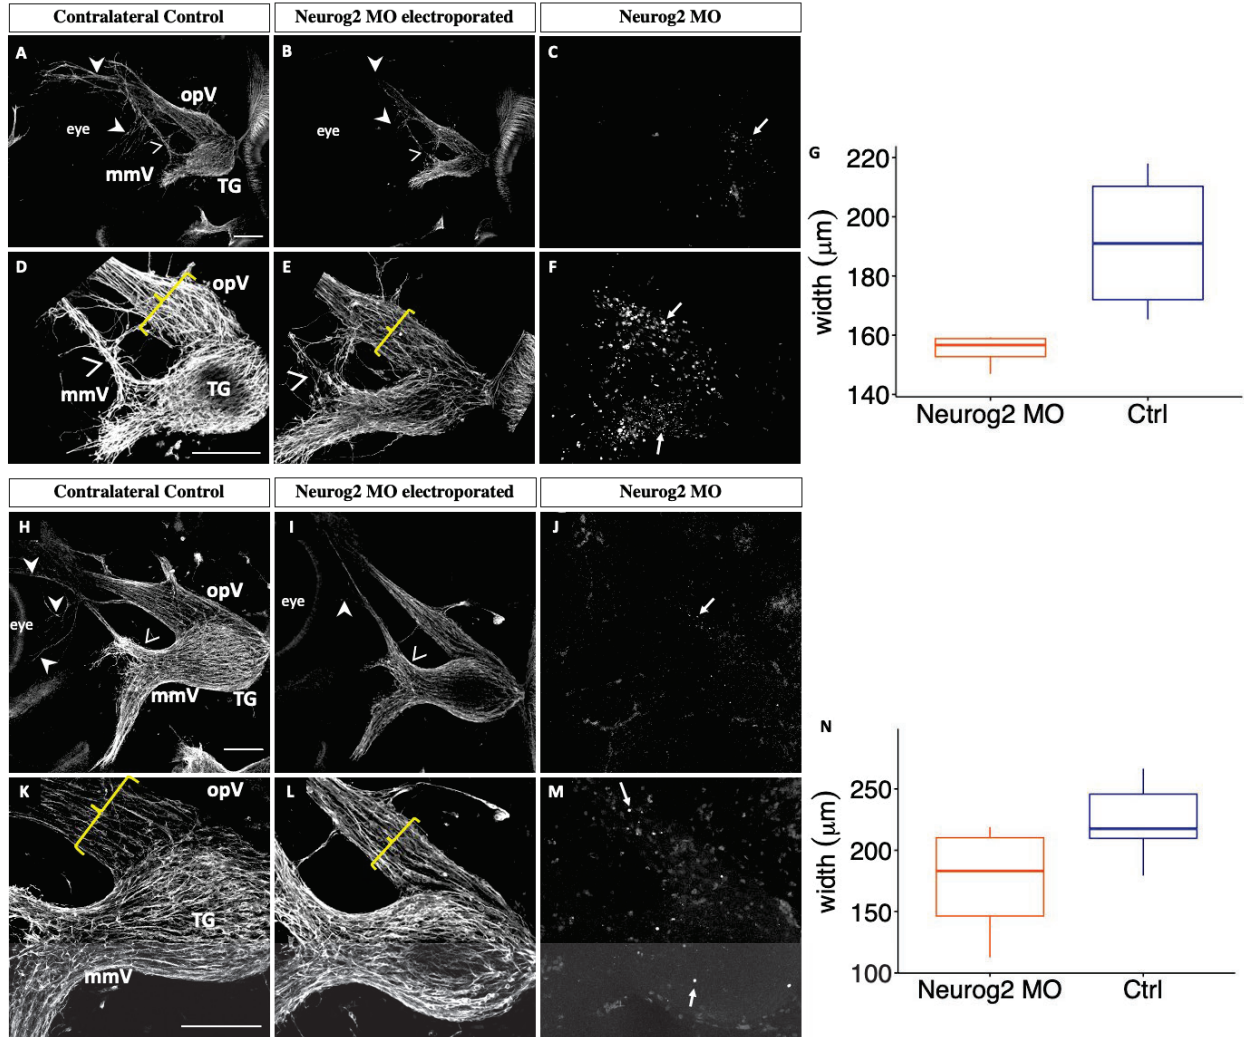 Contralateral Control
Neurog2 MO electroporated
Neurog2 MO
A
opV
eye
mmV
TG
B
eye
C
D
opV
TG
mmV
E
F
G
220
200
180
160
140
width (μm)
Neurog2 MO
Ctrl
Contralateral Control
Neurog2 MO electroporated
Neurog2 MO
H
opV
eye
mmV
TG
I
eye
J
K
opV
TG
mmV
L
M
N
250
200
150
100
width (μm)
Neurog2 MO
Ctrl